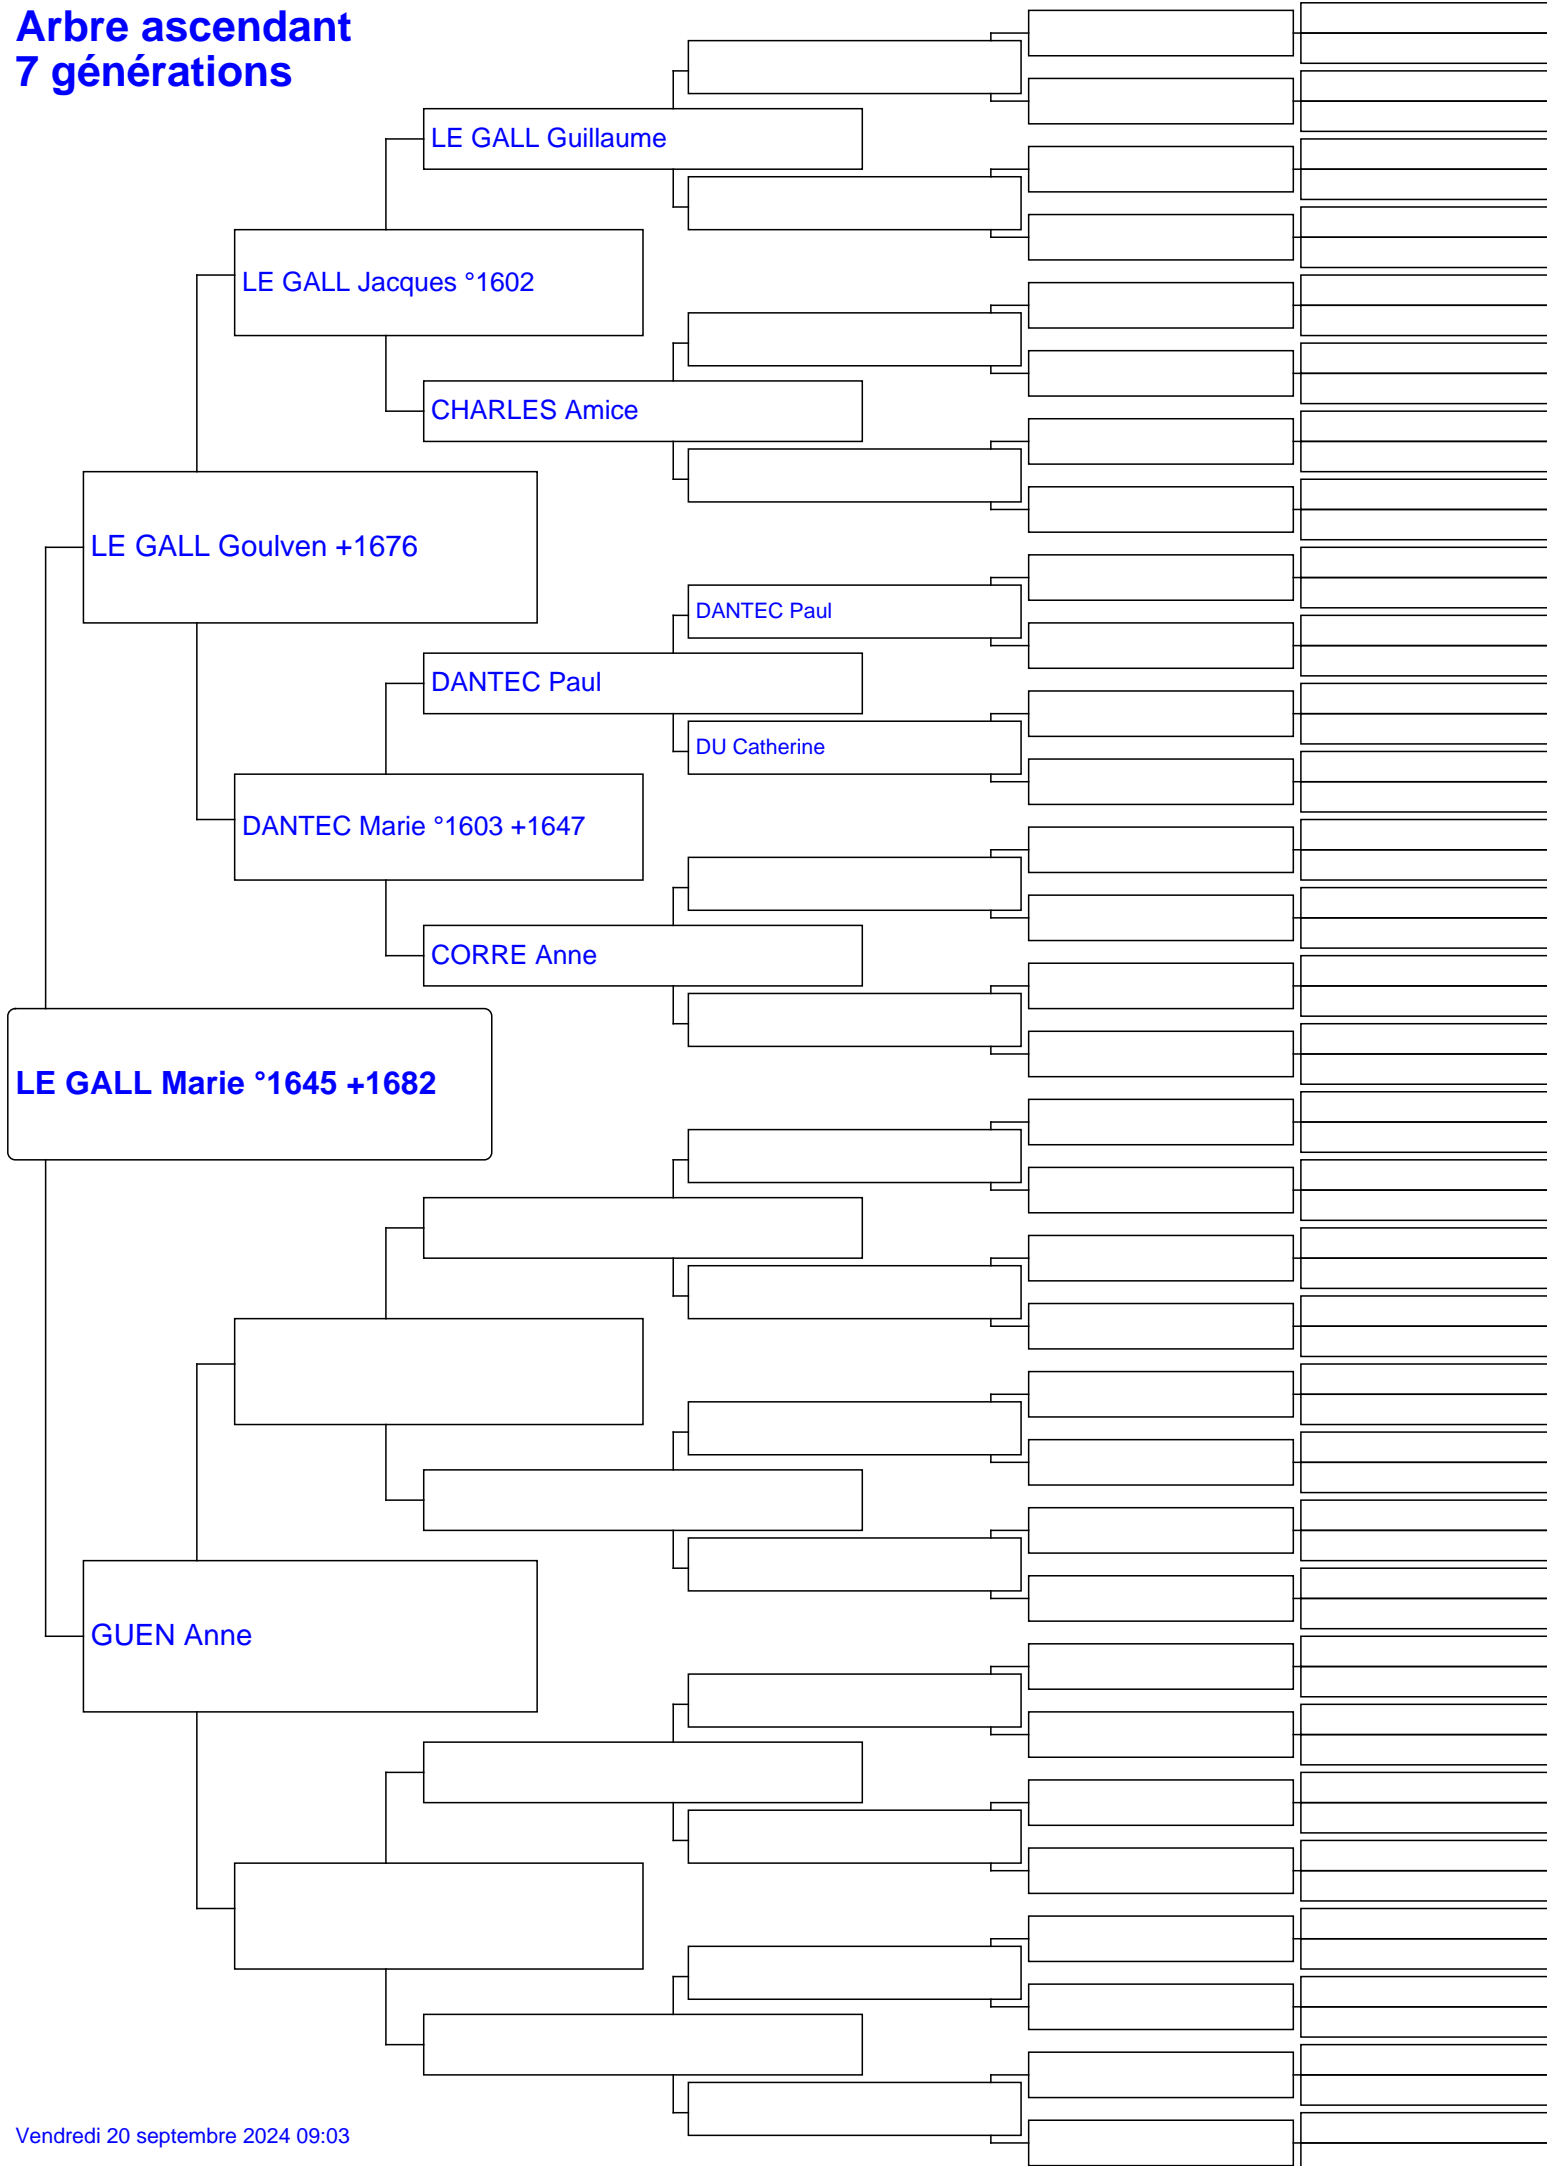 Arbre ascendant
7 générations
LE GALL Guillaume
LE GALL Jacques °1602
CHARLES Amice
LE GALL Goulven +1676
DANTEC Paul
DANTEC Paul
DU Catherine
DANTEC Marie °1603 +1647
CORRE Anne
LE GALL Marie °1645 +1682
GUEN Anne
Vendredi 20 septembre 2024 09:03